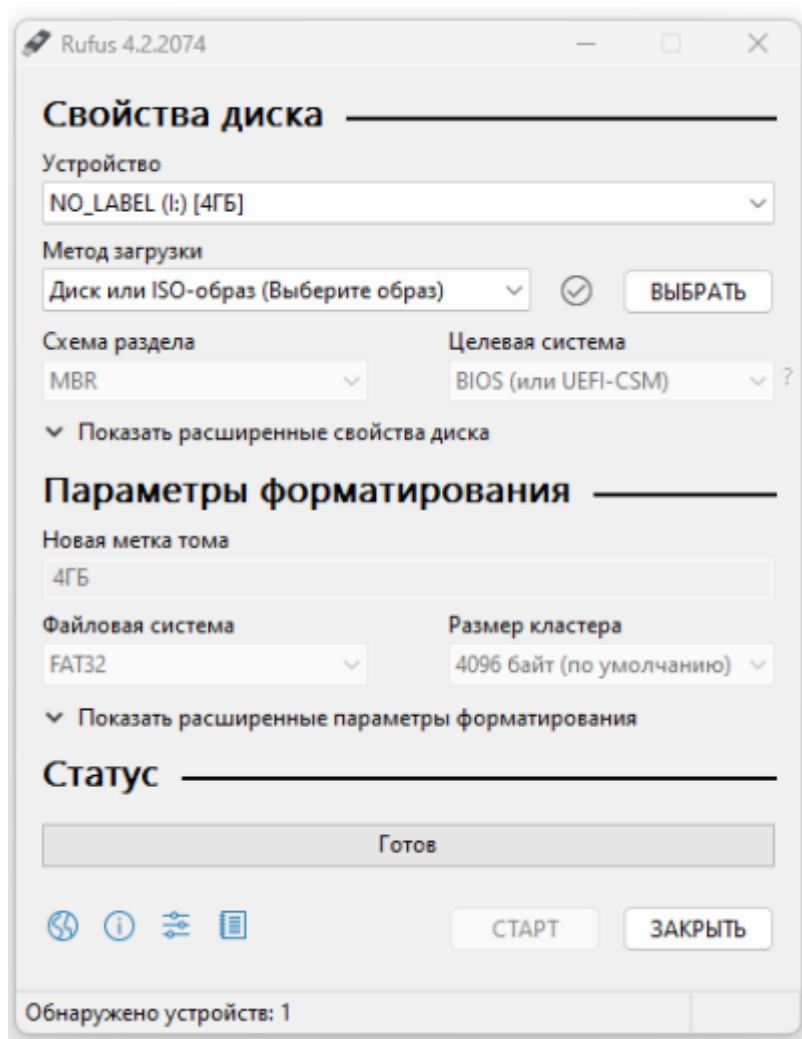 Rufus 4.2.2074
Свойства диска
Устройство
NO_LABEL (I:) [4ГБ]
Метод загрузки
Диск или ISO-образ (Выберите образ) ВЫБРАТЬ
Схема раздела Целевая система
MBR BIOS (или UEFI-CSM) ?
Показать расширенные свойства диска
Параметры форматирования
Новая метка тома
4ГБ
Файловая система Размер кластера
FAT32 4096 байт (по умолчанию)
Показать расширенные параметры форматирования
Статус
Готов
СТАРТ ЗАКРЫТЬ
Обнаружено устройств: 1